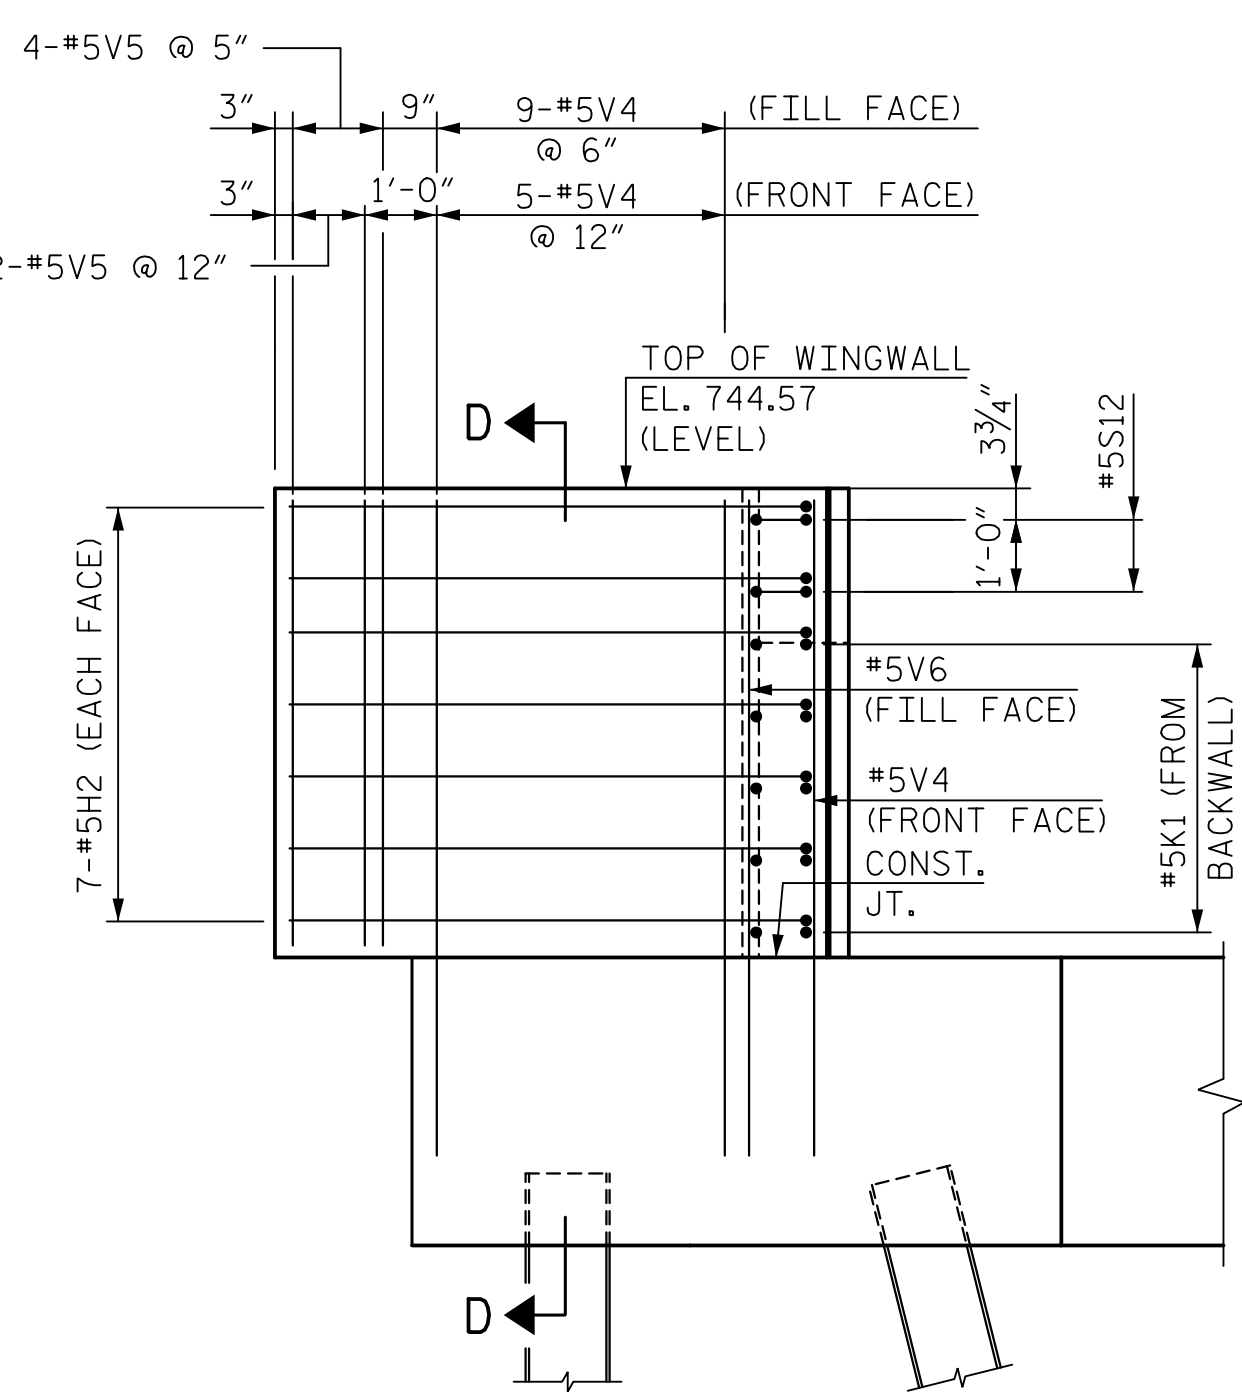 4-#5V5 @ 5"
3"
9"
9-#5V4
@ 6"
(FILL FACE)
3"
1'-0"
5-#5V4
@ 12"
(FRONT FACE)
-#5V5 @ 12"
TOP OF WINGWALL
EL. 744.57
(LEVEL)
D
3¾"
#5S12
1'-0"
7-#5H2 (EACH FACE)
#5V6
(FILL FACE)
#5V4
(FRONT FACE)
CONST.
JT.
#5K1 (FROM
BACKWALL)
D